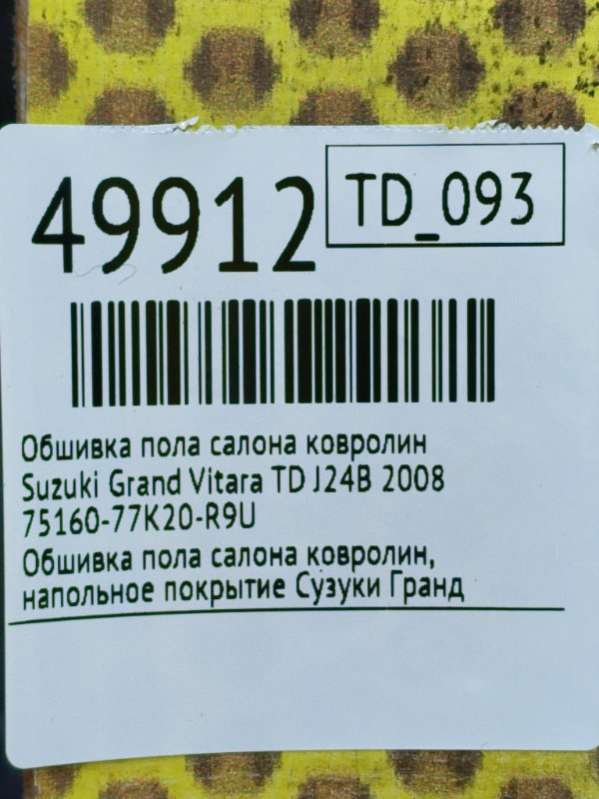 49912
TD_093
Обшивка пола салона ковролин
Suzuki Grand Vitara TD J24B 2008
75160-77K20-R9U
Обшивка пола салона ковролин,
напольное покрытие Сузуки Гранд